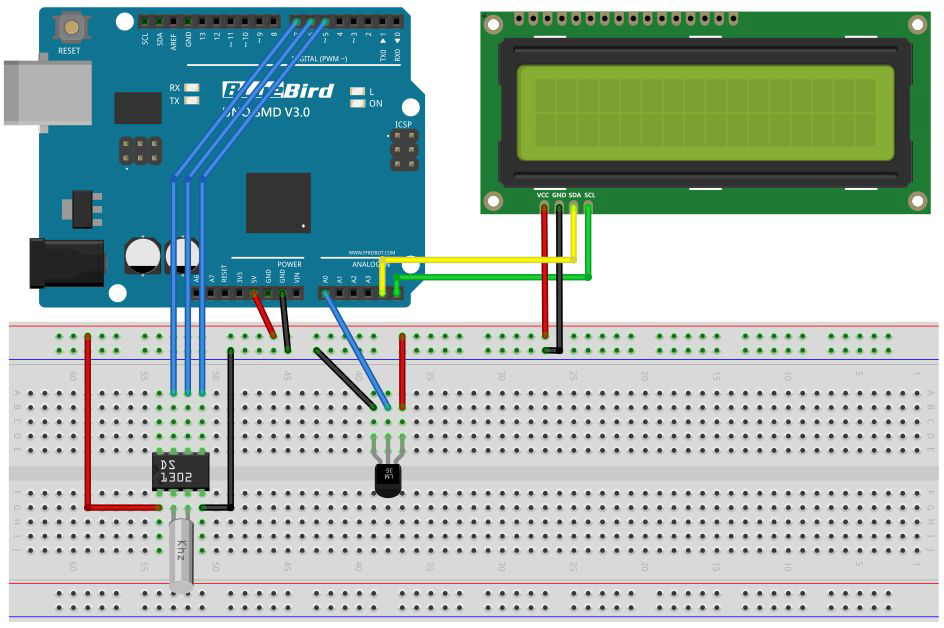 RESET
SCL
SDA
AREF
GND
13
12
~ 11
~ 10
~ 9
8
7
~5
4
~ 3
2
TX0 ▶ 1
RX0 ◀ 0
DIGITAL (PWM ~)
RX
TX
BlueBird
UNO SMD V3.0
L
ON
ICSP
WWW.YFROBOT.COM
POWER
ANALOG IN
A6
A7
RESET
3V3
5V
GND
GND
VIN
A0
A1
A2
A3
VCC GND SDA SCL
60 55 50 45 40 35 30 25 20 15 10 5 1
A A
B B
C C
D D
E E
DS
1302
LM
35
F F
G G
H H
I I
J J
Khz
60 55 50 45 40 35 30 25 20 15 10 5 1